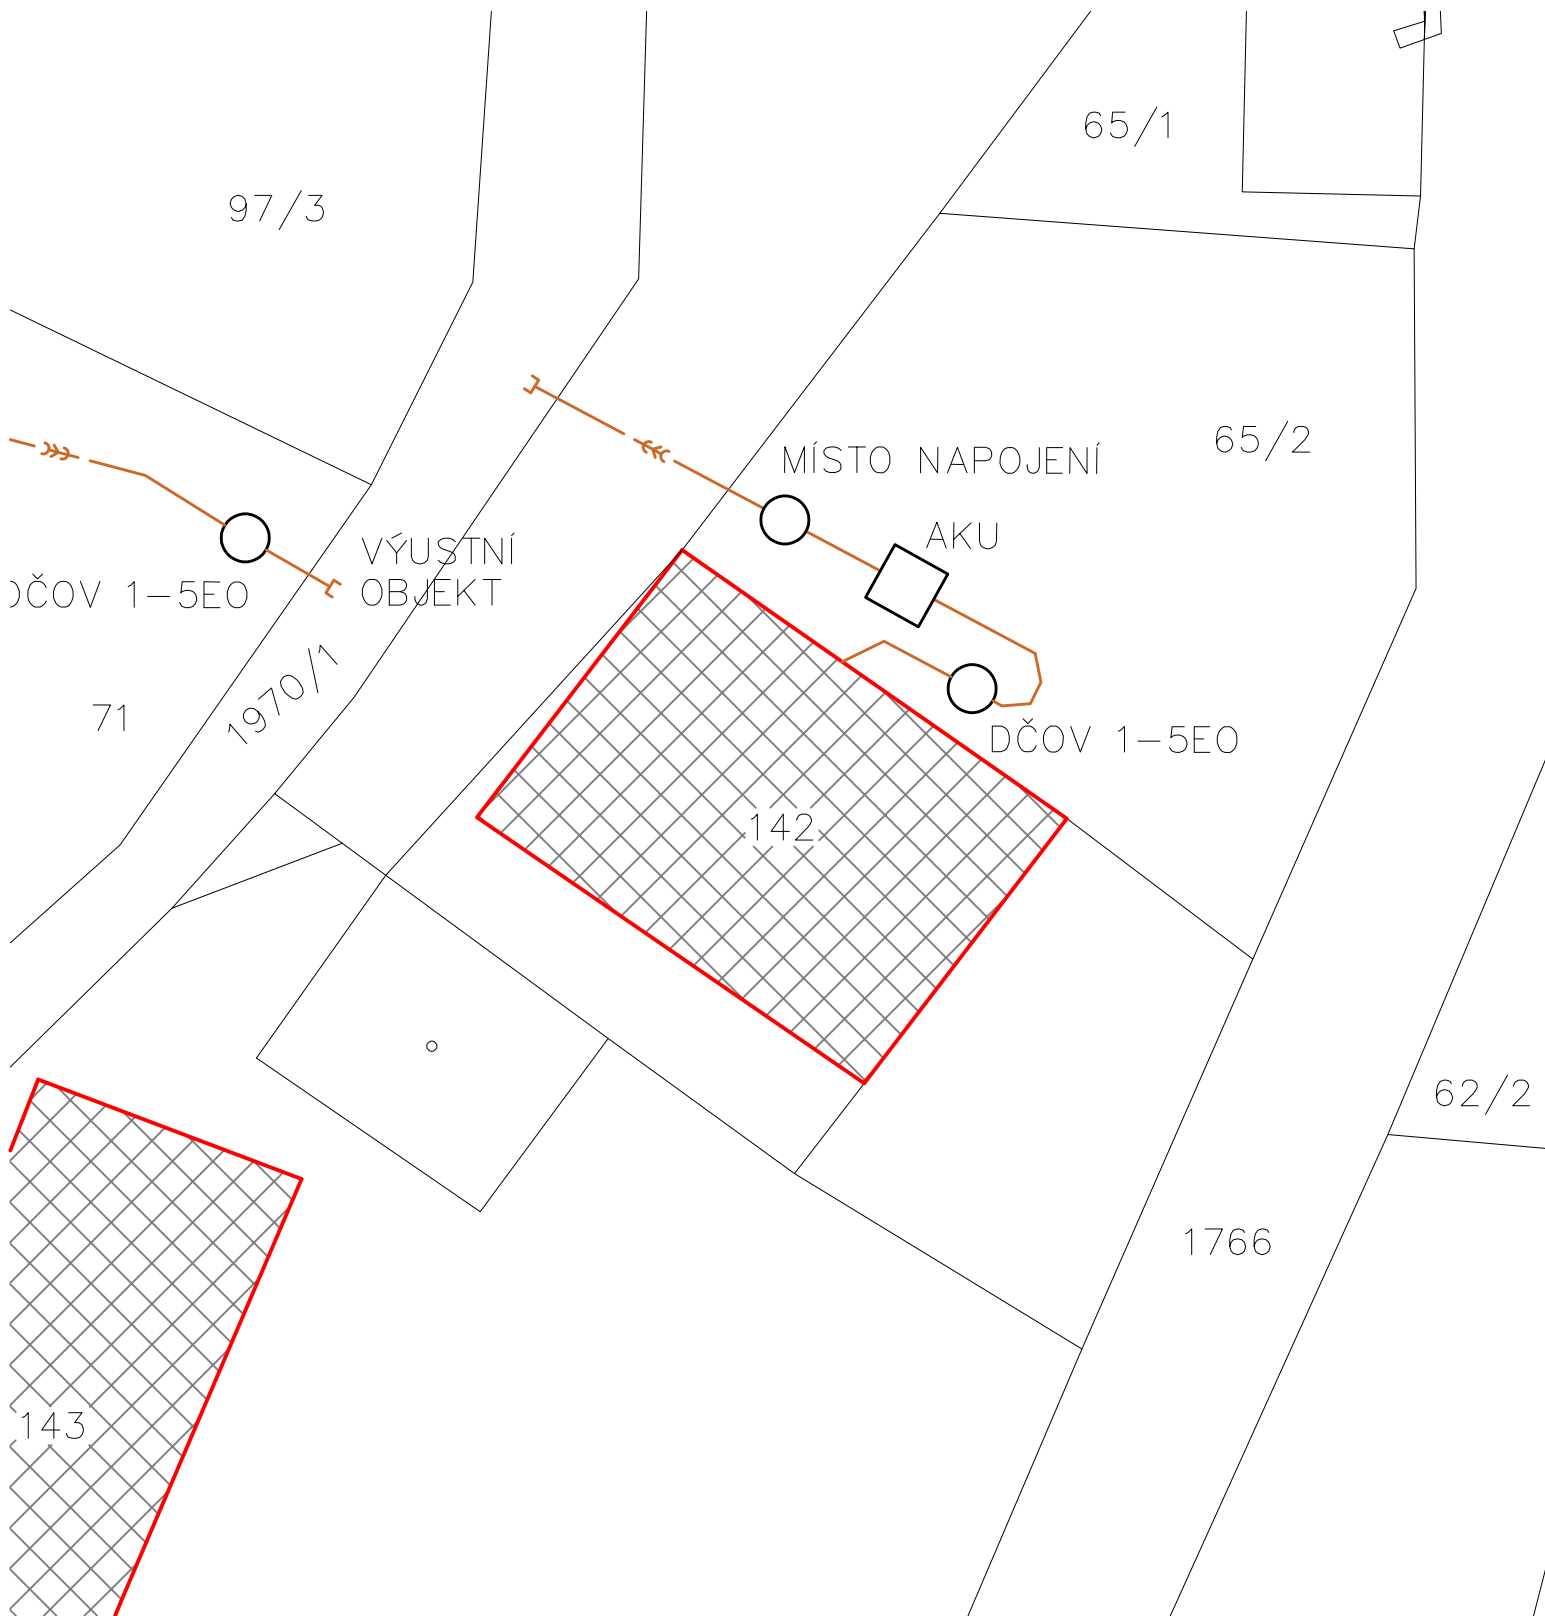 65/1
97/3
65/2
MÍSTO NAPOJENÍ
AKU
VÝUSTNÍ
OBJEKT
DČOV 1-5EO
1970/1
71
DČOV 1-5EO
142
62/2
1766
143